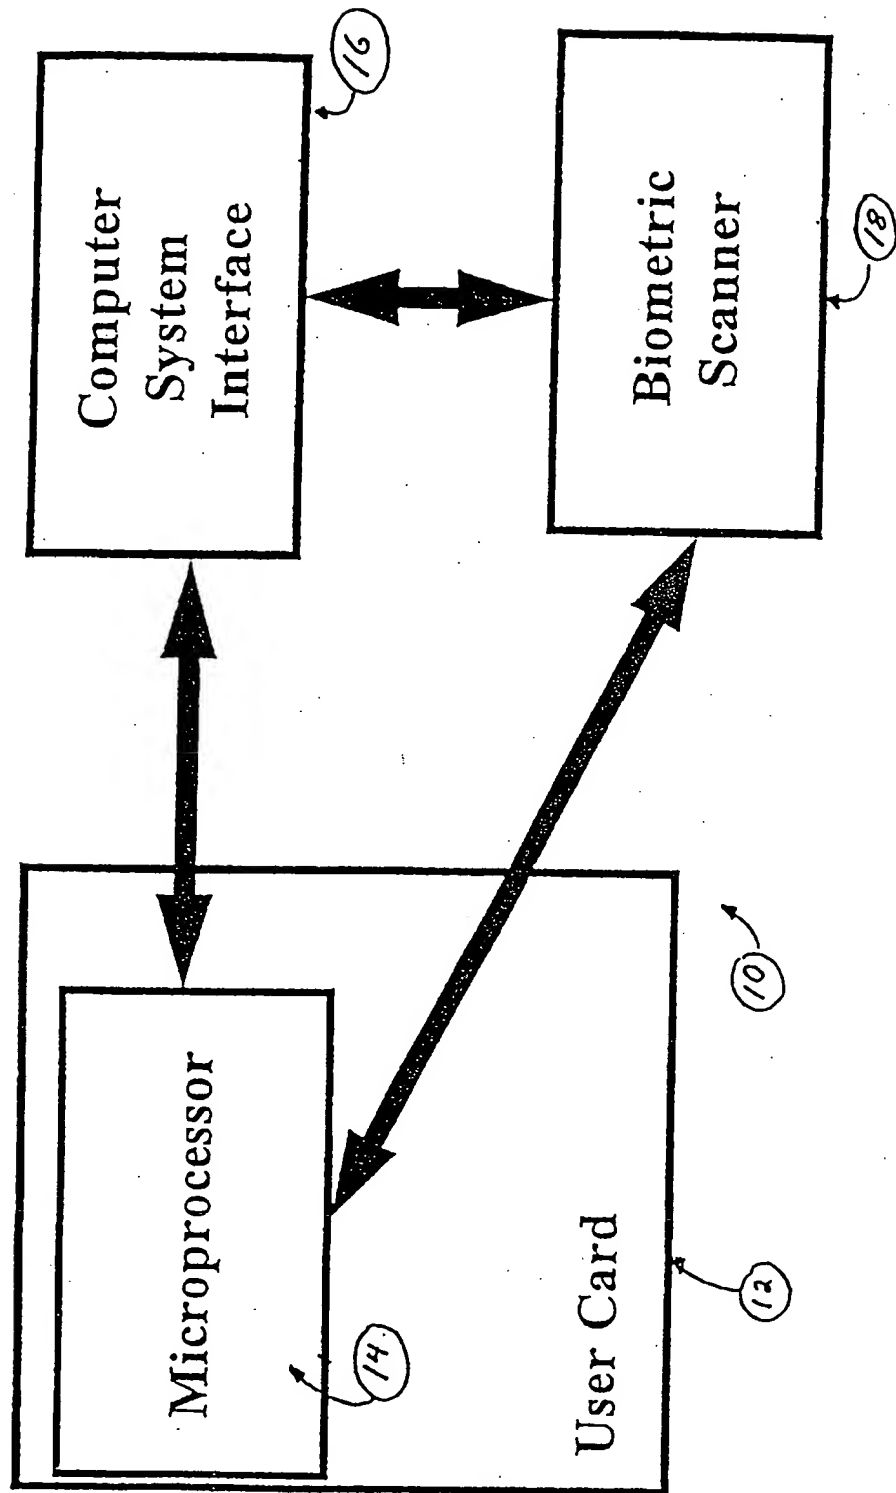 Microprocessor
14
User Card
12
10
Computer
System
Interface
16
Biometric
Scanner
18